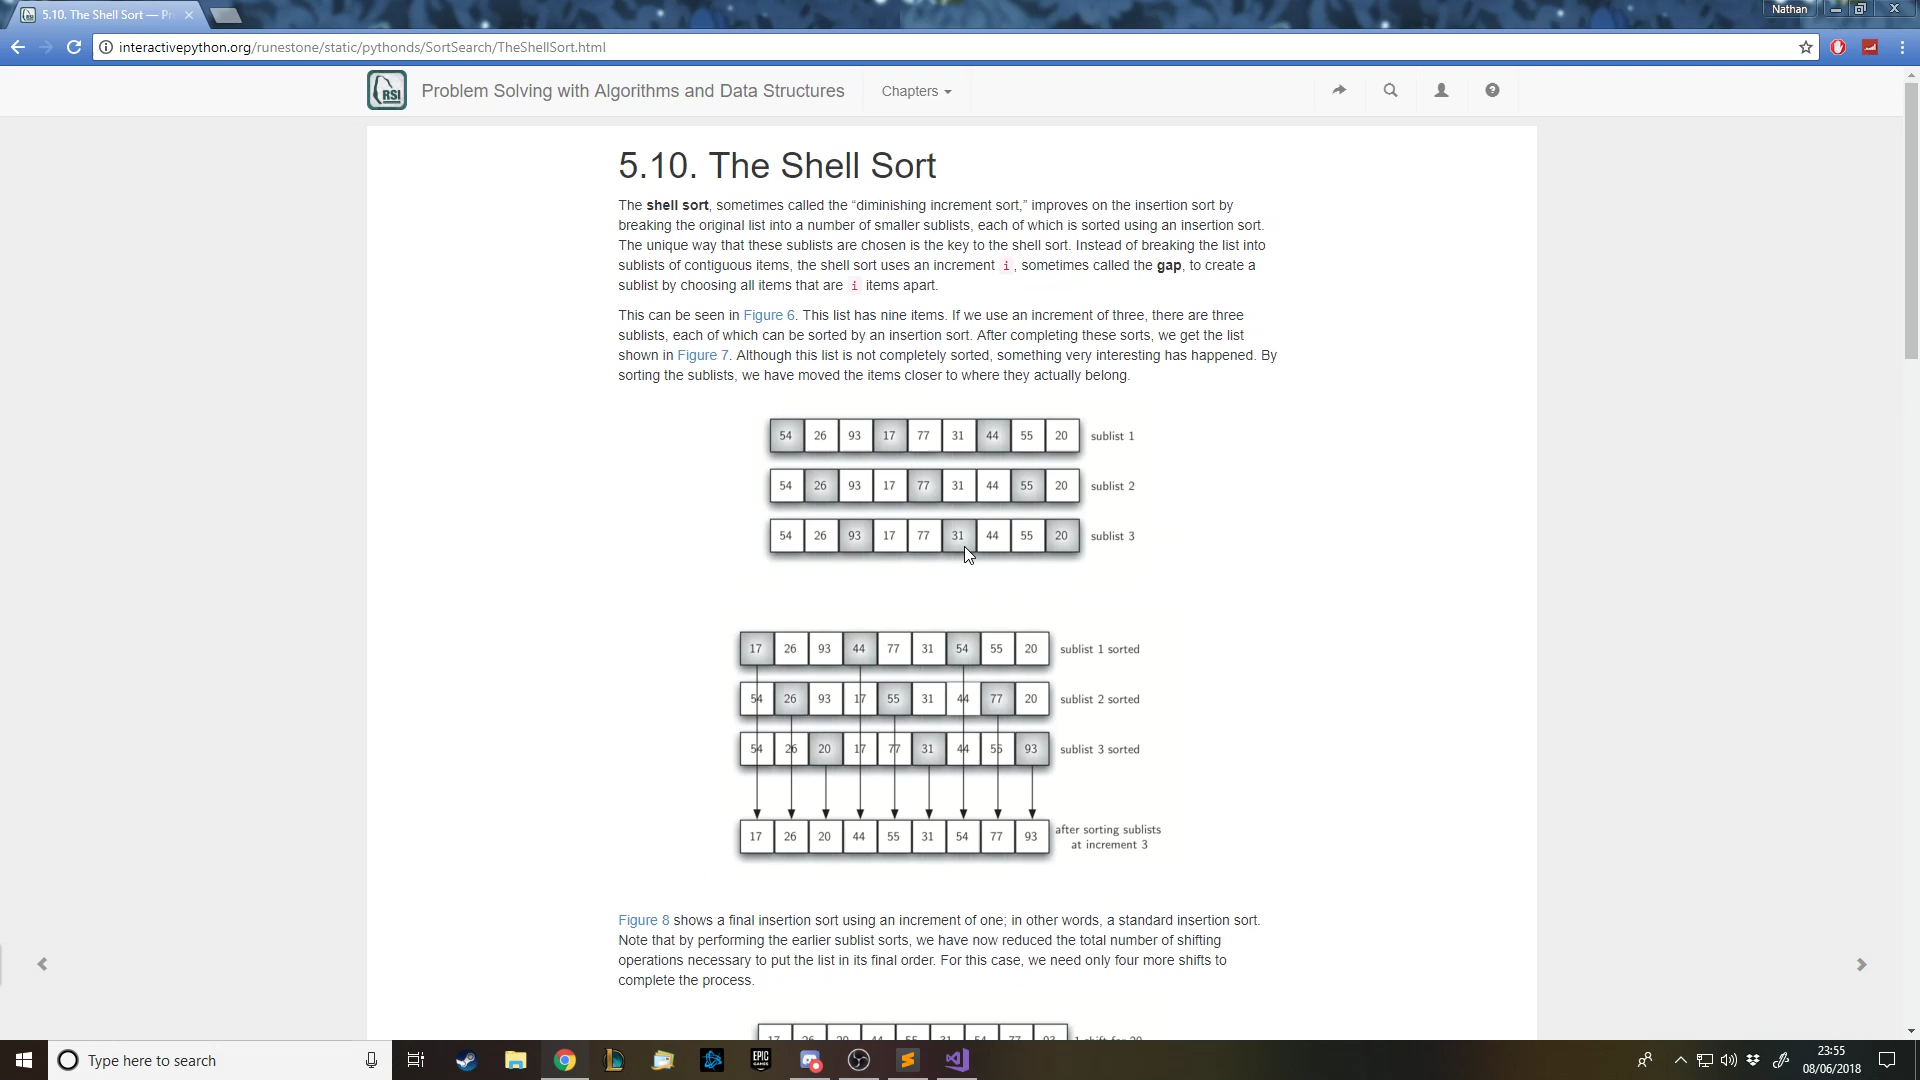 5.10. The Shell Sort — Pr
Nathan
interactivepython.org/runestone/static/pythonds/SortSearch/TheShellSort.html
RSI
Problem Solving with Algorithms and Data Structures
Chapters
5.10. The Shell Sort
The shell sort, sometimes called the “diminishing increment sort,” improves on the insertion sort by
breaking the original list into a number of smaller sublists, each of which is sorted using an insertion sort.
The unique way that these sublists are chosen is the key to the shell sort. Instead of breaking the list into
sublists of contiguous items, the shell sort uses an increment i, sometimes called the gap, to create a
sublist by choosing all items that are i items apart.
This can be seen in Figure 6. This list has nine items. If we use an increment of three, there are three
sublists, each of which can be sorted by an insertion sort. After completing these sorts, we get the list
shown in Figure 7. Although this list is not completely sorted, something very interesting has happened. By
sorting the sublists, we have moved the items closer to where they actually belong.
54 26 93 17 77 31 44 55 20 sublist 1
54 26 93 17 77 31 44 55 20 sublist 2
54 26 93 17 77 31 44 55 20 sublist 3
17 26 93 44 77 31 54 55 20 sublist 1 sorted
54 26 93 17 55 31 44 77 20 sublist 2 sorted
54 26 20 17 77 31 44 55 93 sublist 3 sorted
17 26 20 44 55 31 54 77 93 after sorting sublists
at increment 3
Figure 8 shows a final insertion sort using an increment of one; in other words, a standard insertion sort.
Note that by performing the earlier sublist sorts, we have now reduced the total number of shifting
operations necessary to put the list in its final order. For this case, we need only four more shifts to
complete the process.
17 26 20 44 55 31 54 77 93 1 shift for 20
Type here to search
EPIC
GAMES
23:55
08/06/2018